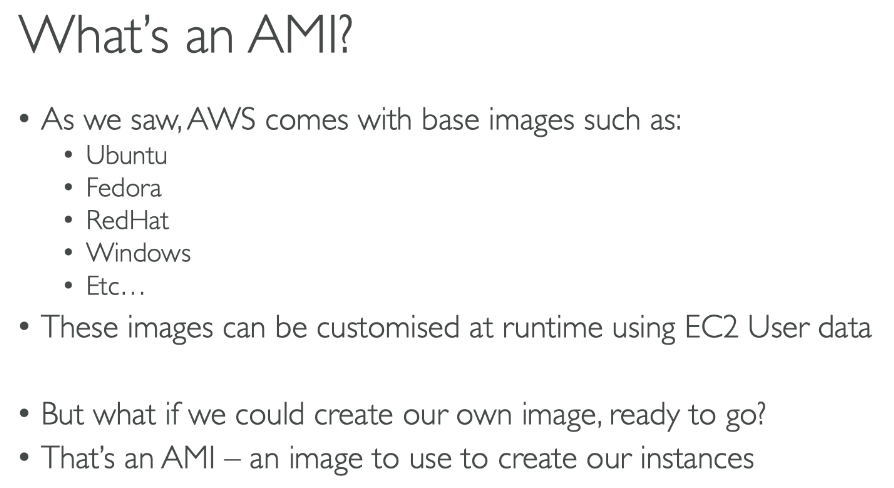 What's an AMI?
• As we saw, AWS comes with base images such as:
• Ubuntu
• Fedora
• RedHat
• Windows
• Etc…
• These images can be customised at runtime using EC2 User data
• But what if we could create our own image, ready to go?
• That's an AMI – an image to use to create our instances